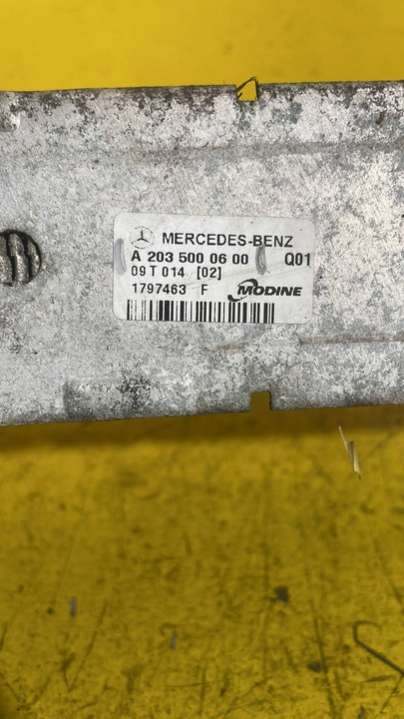 MERCEDES-BENZ
A 203 500 06 00 Q01
09 T 014 [02]
1797463 F MODINE